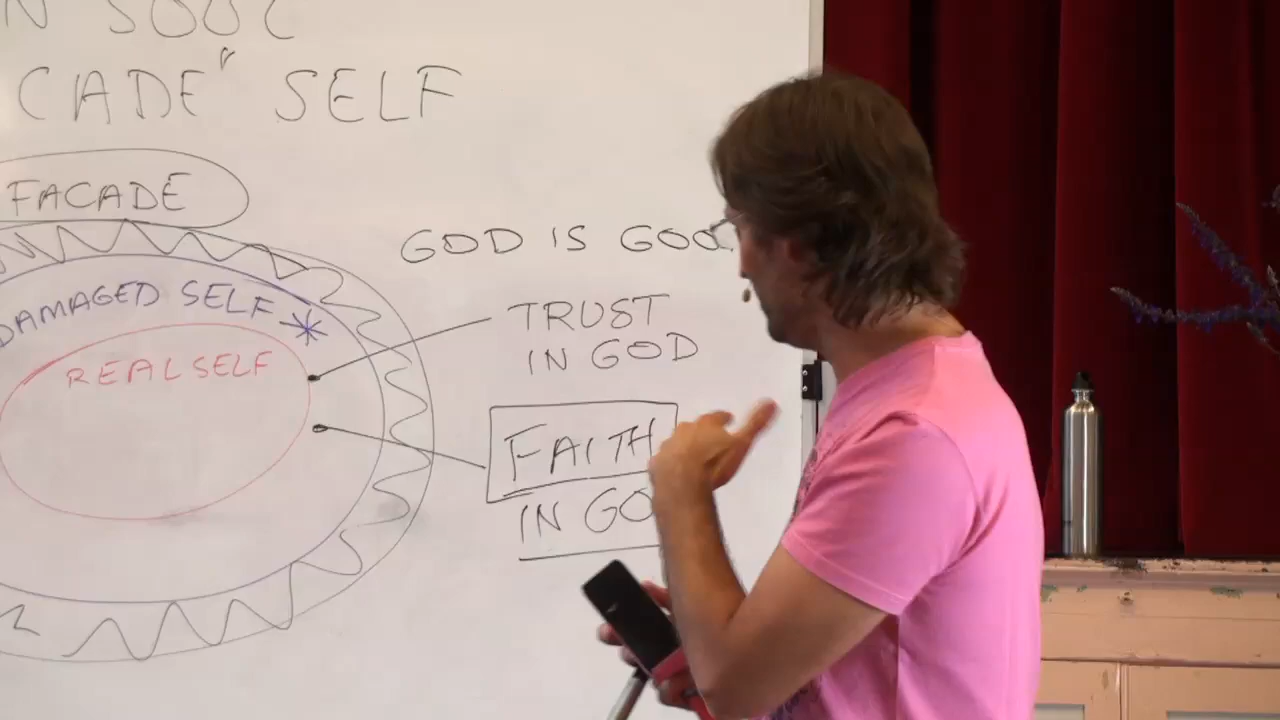 SOUL
CADE" SELF
FACADE
GOD IS GOO
DAMAGED SELF *
TRUST
IN GOD
REAL SELF
FAITH
IN GO